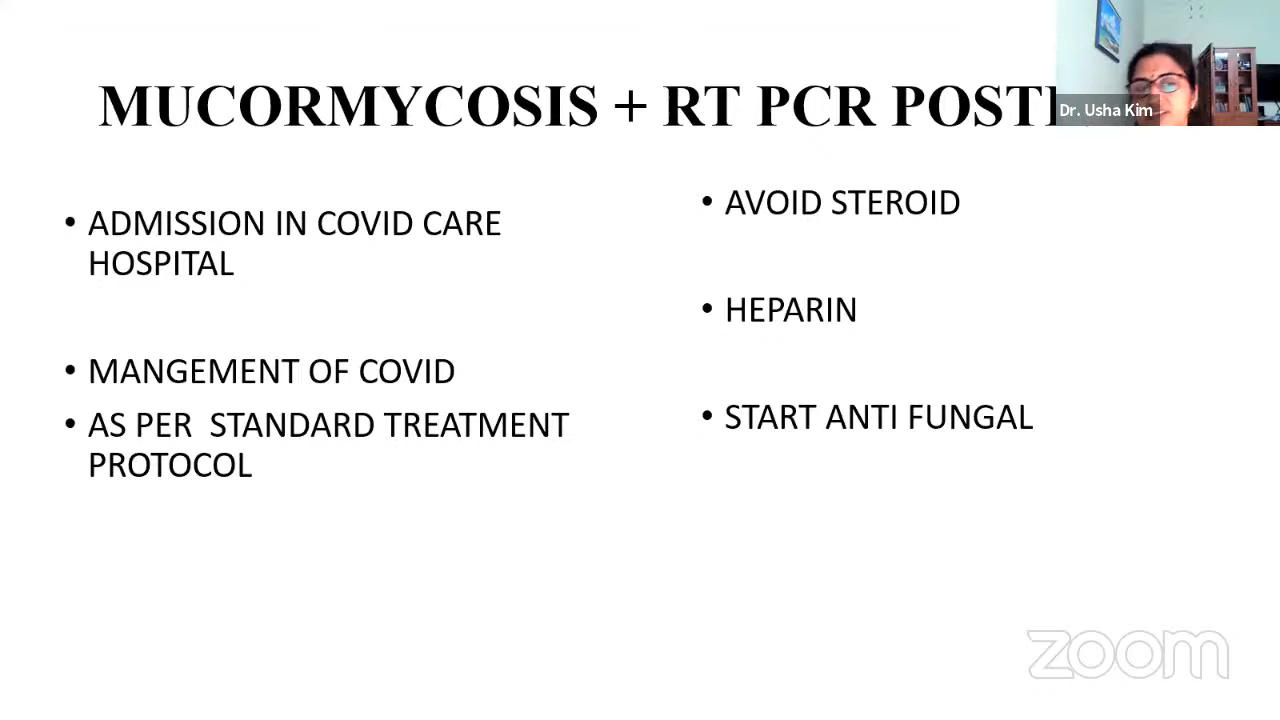 MUCORMYCOSIS + RT PCR POSTI
Dr. Usha Kim
• ADMISSION IN COVID CARE
HOSPITAL
• MANGEMENT OF COVID
• AS PER STANDARD TREATMENT
PROTOCOL
• AVOID STEROID
• HEPARIN
• START ANTI FUNGAL
zoom